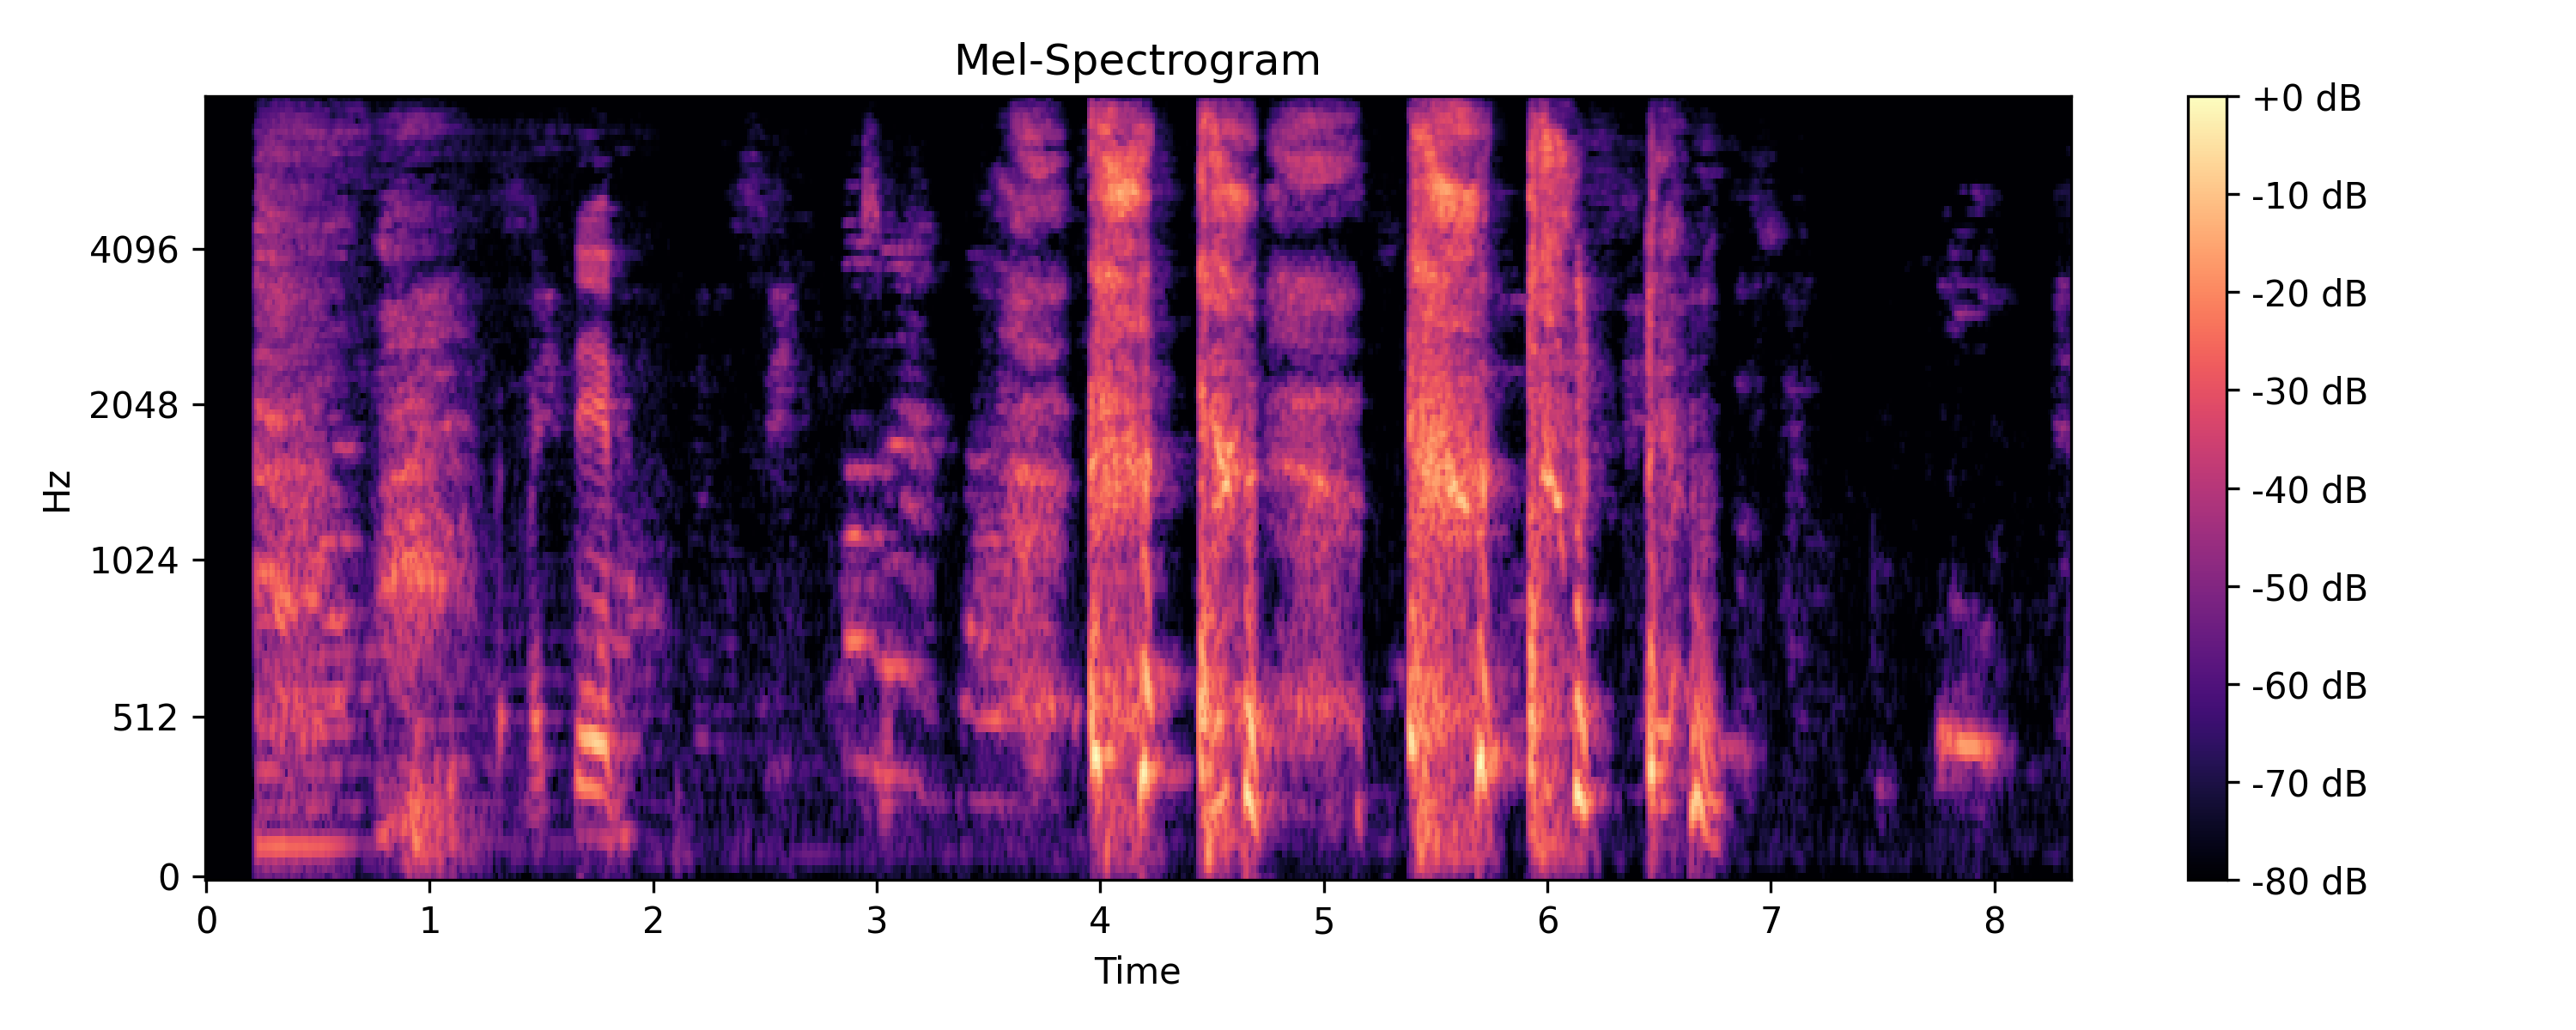 Mel-Spectrogram
Hz
4096
2048
1024
512
0
0 1 2 3 4 5 6 7 8
Time
+0 dB
-10 dB
-20 dB
-30 dB
-40 dB
-50 dB
-60 dB
-70 dB
-80 dB